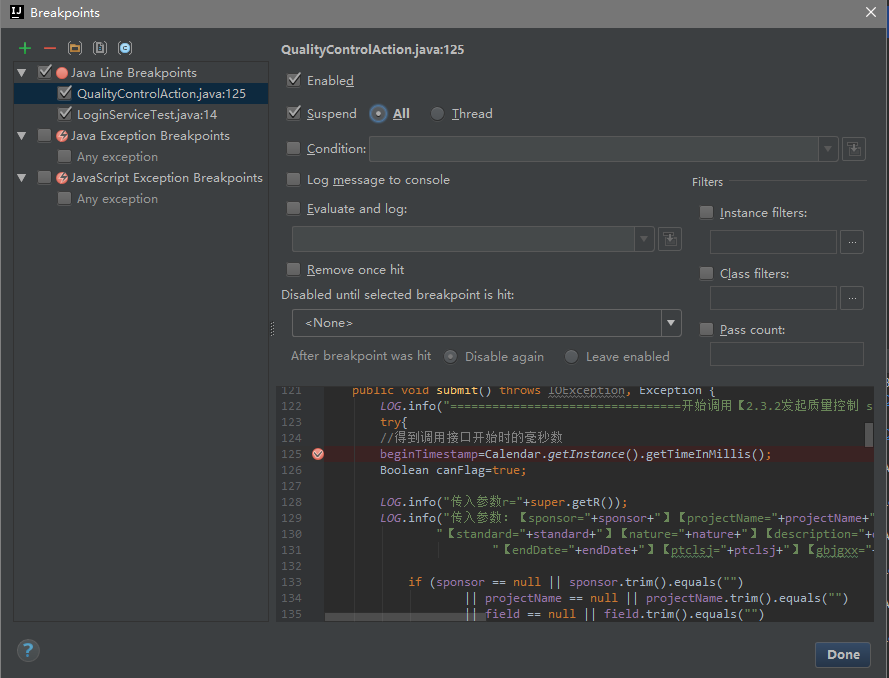 Breakpoints
Java Line Breakpoints
QualityControlAction.java:125
LoginServiceTest.java:14
Java Exception Breakpoints
Any exception
JavaScript Exception Breakpoints
Any exception
QualityControlAction.java:125
Enabled
Suspend All Thread
Condition:
Log message to console
Evaluate and log:
Remove once hit
Disabled until selected breakpoint is hit:
<None>
After breakpoint was hit Disable again Leave enabled
Filters
Instance filters:
...
Class filters:
...
Pass count:
121 public void submit() throws IOException, Exception {
122 LOG.info("=================================开始调用【2.3.2发起质量控制 s
123 try{
124 //得到调用接口开始时的毫秒数
125 beginTimestamp=Calendar.getInstance().getTimeInMillis();
126 Boolean canFlag=true;
127
128 LOG.info("传入参数r="+super.getR());
129 LOG.info("传入参数:【sponsor="+sponsor+"】【projectName="+projectName+"
130 "【standard="+standard+"】【nature="+nature+"】【description="+
131 "【endDate="+endDate+"】【ptclsj="+ptclsj+"】【gbjgxx="+
132
133 if (sponsor == null || sponsor.trim().equals("")
134 || projectName == null || projectName.trim().equals("")
135 || field == null || field.trim().equals("")
?
Done